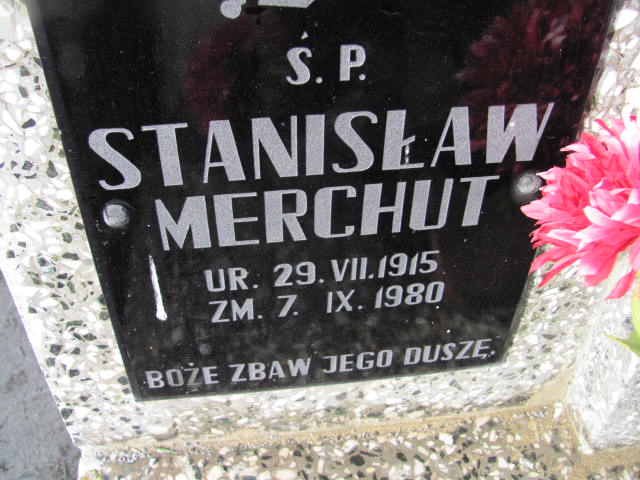 Ś. P.
STANISŁAW
MERCHUT
UR. 29. VII. 1915
ZM. 7. IX. 1980
BOŻE ZBAW JEGO DUSZĘ.